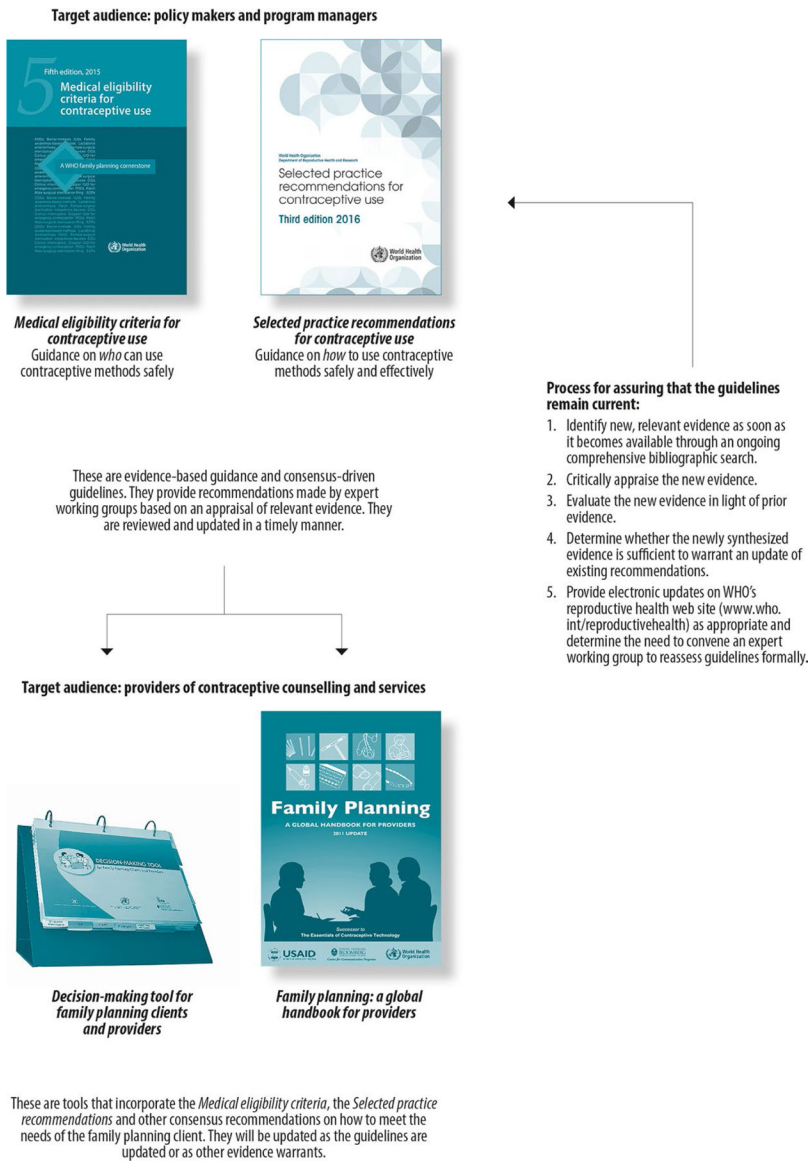 Target audience: policy makers and program managers
Fifth edition, 2015
5
Medical eligibility
criteria for
contraceptive use
A WHO family planning cornerstone
World Health
Organization
World Health Organization
Department of Reproductive Health and Research
Selected practice
recommendations for
contraceptive use
Third edition 2016
World Health
Organization
Medical eligibility criteria for
contraceptive use
Guidance on who can use
contraceptive methods safely
Selected practice recommendations
for contraceptive use
Guidance on how to use contraceptive
methods safely and effectively
Process for assuring that the guidelines
remain current:
1. Identify new, relevant evidence as soon as
it becomes available through an ongoing
comprehensive bibliographic search.
2. Critically appraise the new evidence.
3. Evaluate the new evidence in light of prior
evidence.
4. Determine whether the newly synthesized
evidence is sufficient to warrant an update of
existing recommendations.
5. Provide electronic updates on WHO’s
reproductive health web site (www.who.
int/reproductivehealth) as appropriate and
determine the need to convene an expert
working group to reassess guidelines formally.
These are evidence-based guidance and consensus-driven
guidelines. They provide recommendations made by expert
working groups based on an appraisal of relevant evidence. They
are reviewed and updated in a timely manner.
Target audience: providers of contraceptive counselling and services
DECISION-MAKING TOOL
for Family Planning Clients and Providers
Family Planning
A GLOBAL HANDBOOK FOR PROVIDERS
2011 UPDATE
Successor to
The Essentials of Contraceptive Technology
USAID
World Health
Organization
Decision-making tool for
family planning clients
and providers
Family planning: a global
handbook for providers
These are tools that incorporate the Medical eligibility criteria, the Selected practice
recommendations and other consensus recommendations on how to meet the
needs of the family planning client. They will be updated as the guidelines are
updated or as other evidence warrants.